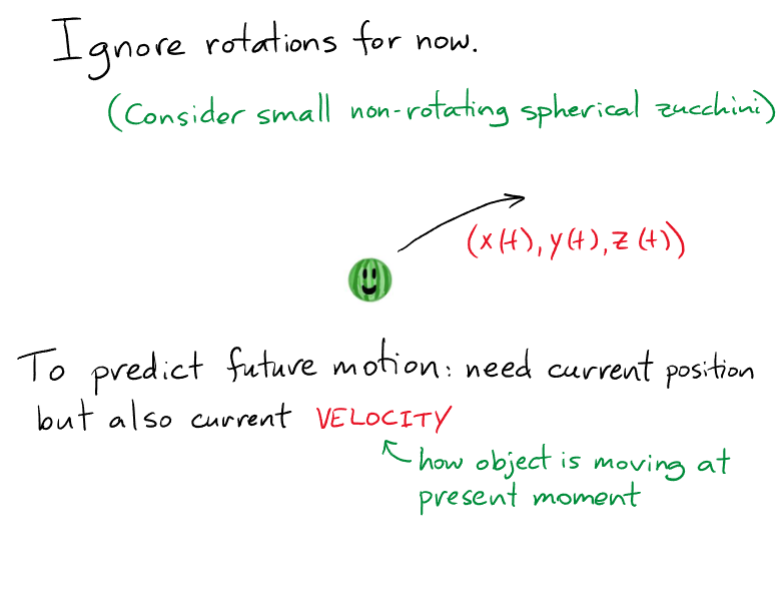 Ignore rotations for now.
(Consider small non-rotating spherical zucchini)
(x(t), y(t), z(t))
To predict future motion: need current position
but also current VELOCITY
how object is moving at
present moment